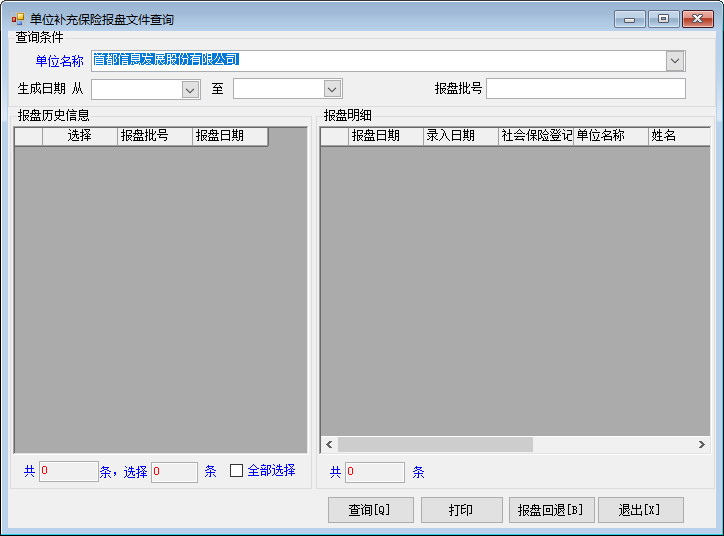 单位补充保险报盘文件查询
查询条件
单位名称 首都信息发展股份有限公司
生成日期 从 至 报盘批号
报盘历史信息
选择 报盘批号 报盘日期
共 0 条，选择 0 条 全部选择
报盘明细
报盘日期 录入日期 社会保险登记 单位名称 姓名
共 0 条
查询[Q] 打印 报盘回退[B] 退出[X]